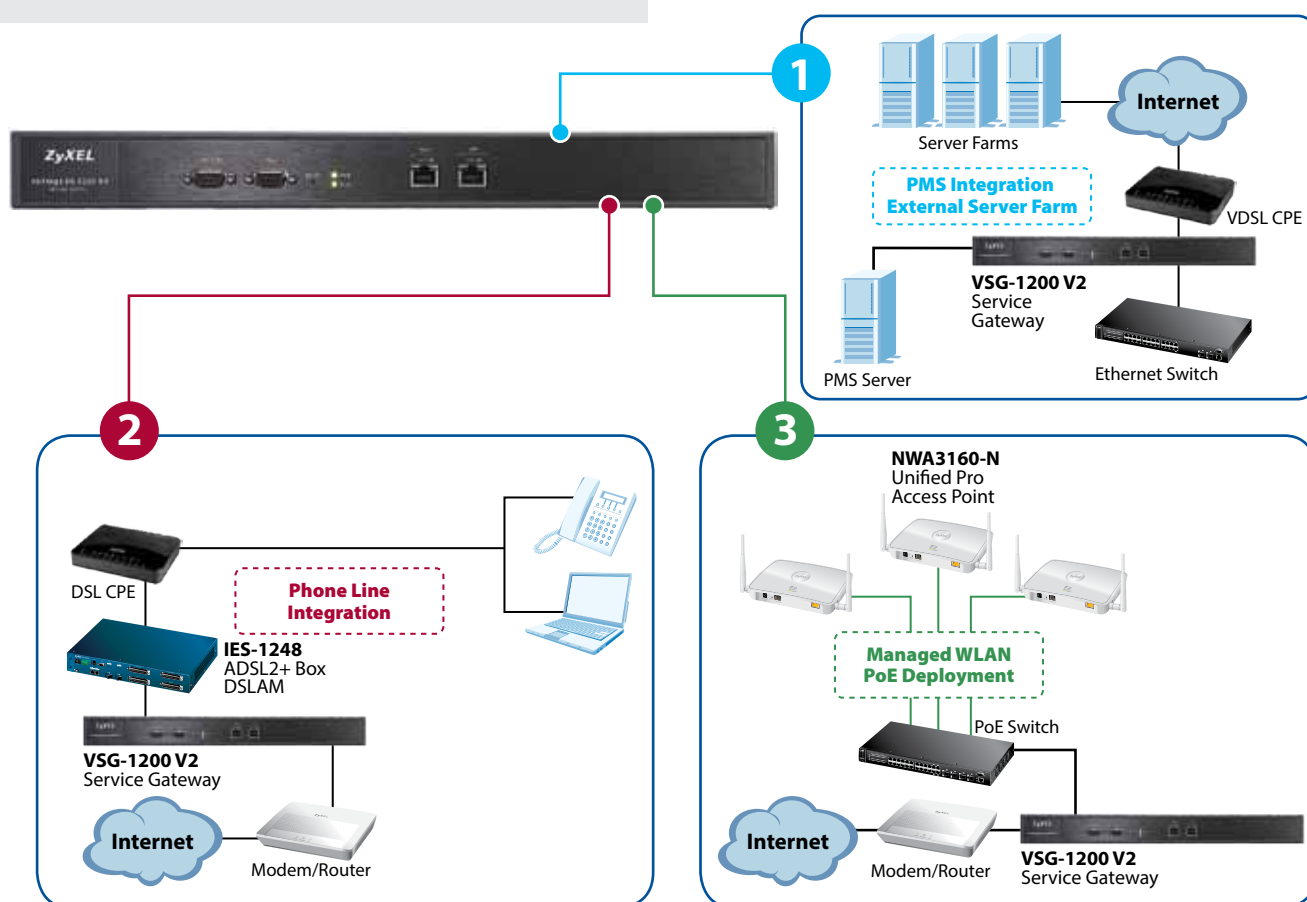 ZyXEL
1
Server Farms
Internet
PMS Integration
External Server Farm
VDSL CPE
VSG-1200 V2
Service
Gateway
PMS Server
Ethernet Switch
2
DSL CPE
Phone Line
Integration
IES-1248
ADSL2+ Box
DSLAM
VSG-1200 V2
Service Gateway
Internet
Modem/Router
3
NWA3160-N
Unified Pro
Access Point
Managed WLAN
PoE Deployment
PoE Switch
Internet
Modem/Router
VSG-1200 V2
Service Gateway